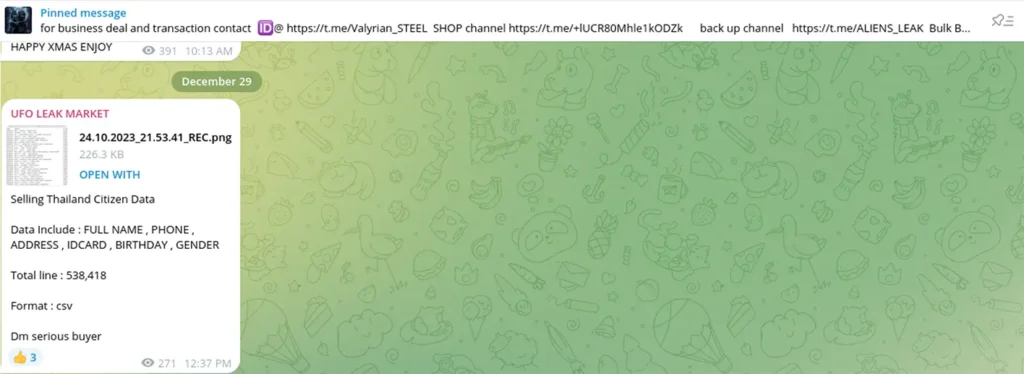 Pinned message
for business deal and transaction contact 🆔@ https://t.me/Valyrian_STEEL SHOP channel https://t.me/+lUCR80Mhle1kODZk back up channel https://t.me/ALIENS_LEAK Bulk B...
HAPPY XMAS ENJOY 391 10:13 AM
December 29
UFO LEAK MARKET
24.10.2023_21.53.41_REC.png
226.3 KB
OPEN WITH
Selling Thailand Citizen Data
Data Include : FULL NAME , PHONE ,
ADDRESS , IDCARD , BIRTHDAY , GENDER
Total line : 538,418
Format : csv
Dm serious buyer
👍 3 271 12:37 PM